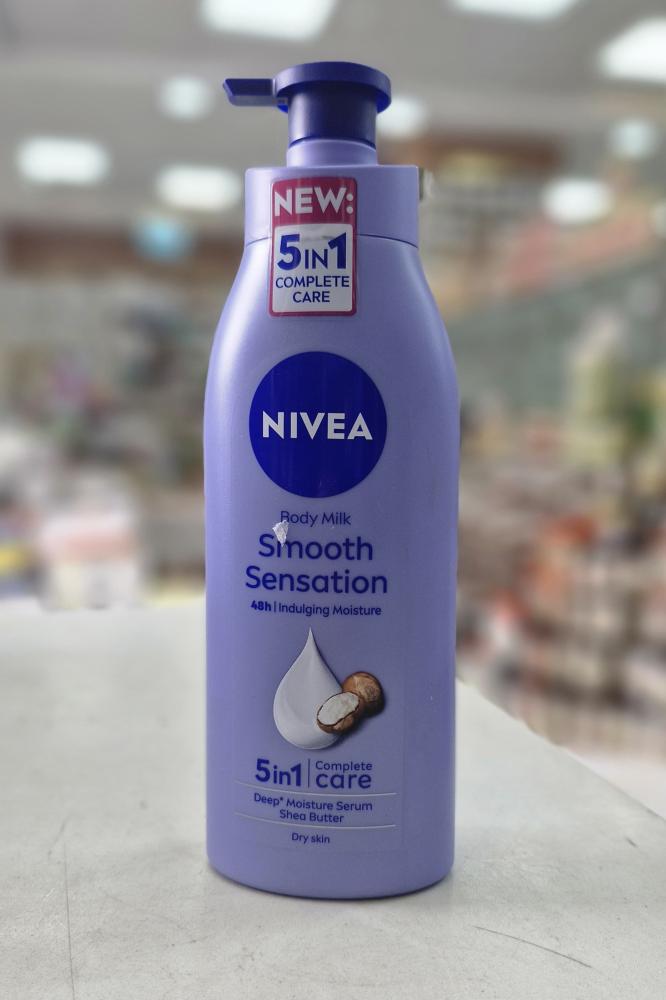 NEW:
5IN1
COMPLETE
CARE
NIVEA
Body Milk
Smooth
Sensation
48h | Indulging Moisture
5in1 | Complete care
Deep* Moisture Serum
Shea Butter
Dry skin